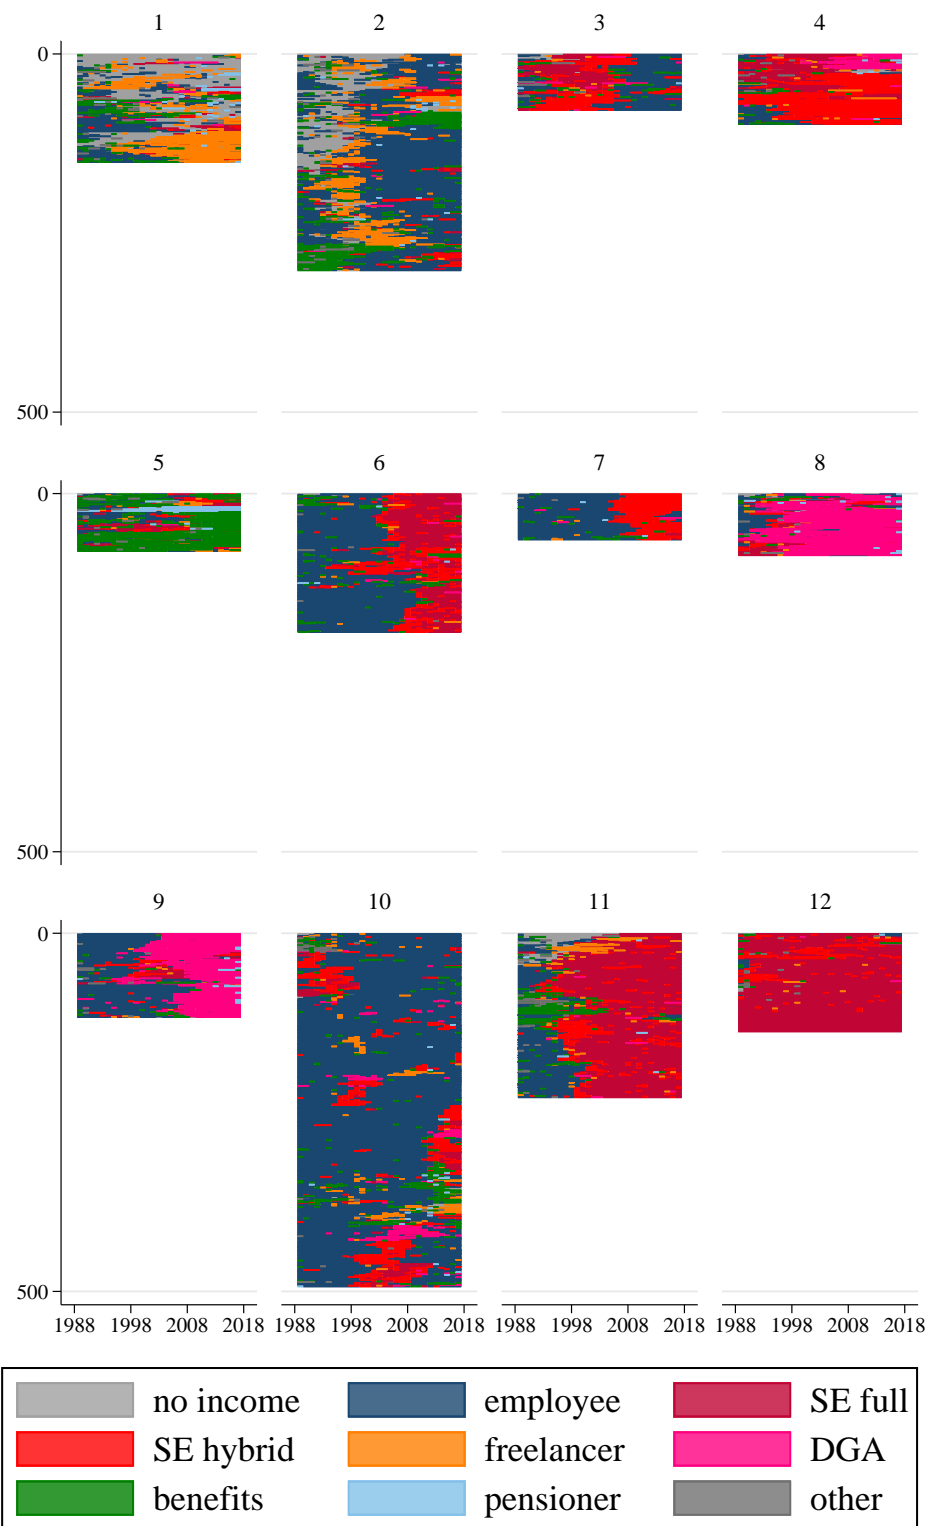 1 2 3 4
0
500
5 6 7 8
0
500
9 10 11 12
0
500
1988 1998 2008 2018 1988 1998 2008 2018 1988 1998 2008 2018 1988 1998 2008 2018
no income employee SE full
SE hybrid freelancer DGA
benefits pensioner other